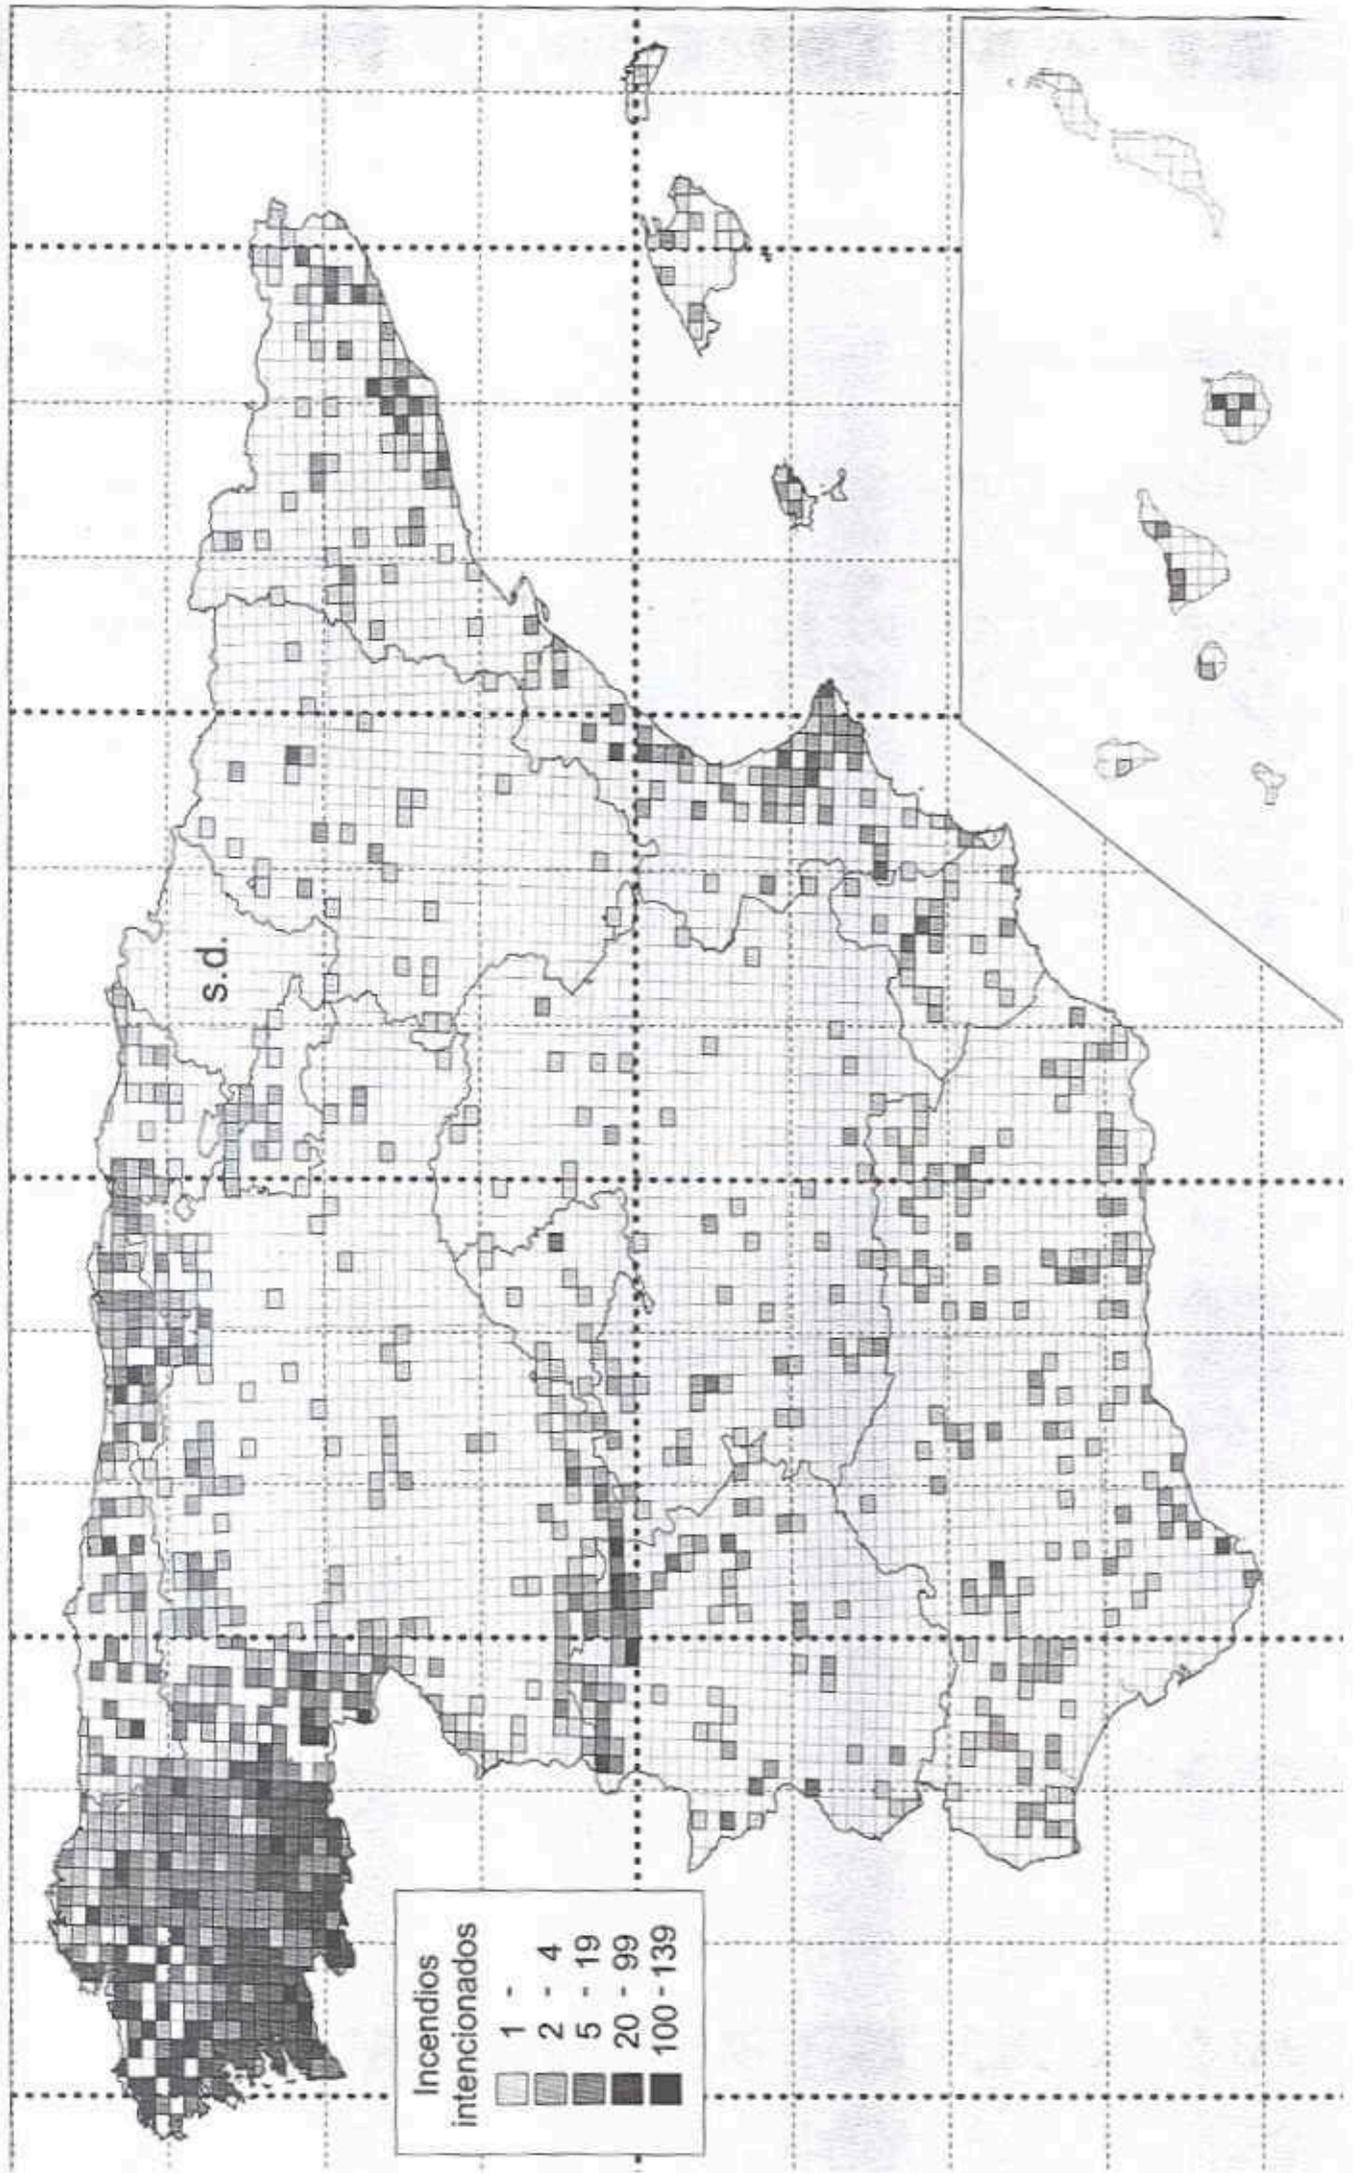 s.d.
Incendios
intencionados
1 -
2 - 4
5 - 19
20 - 99
100 - 139